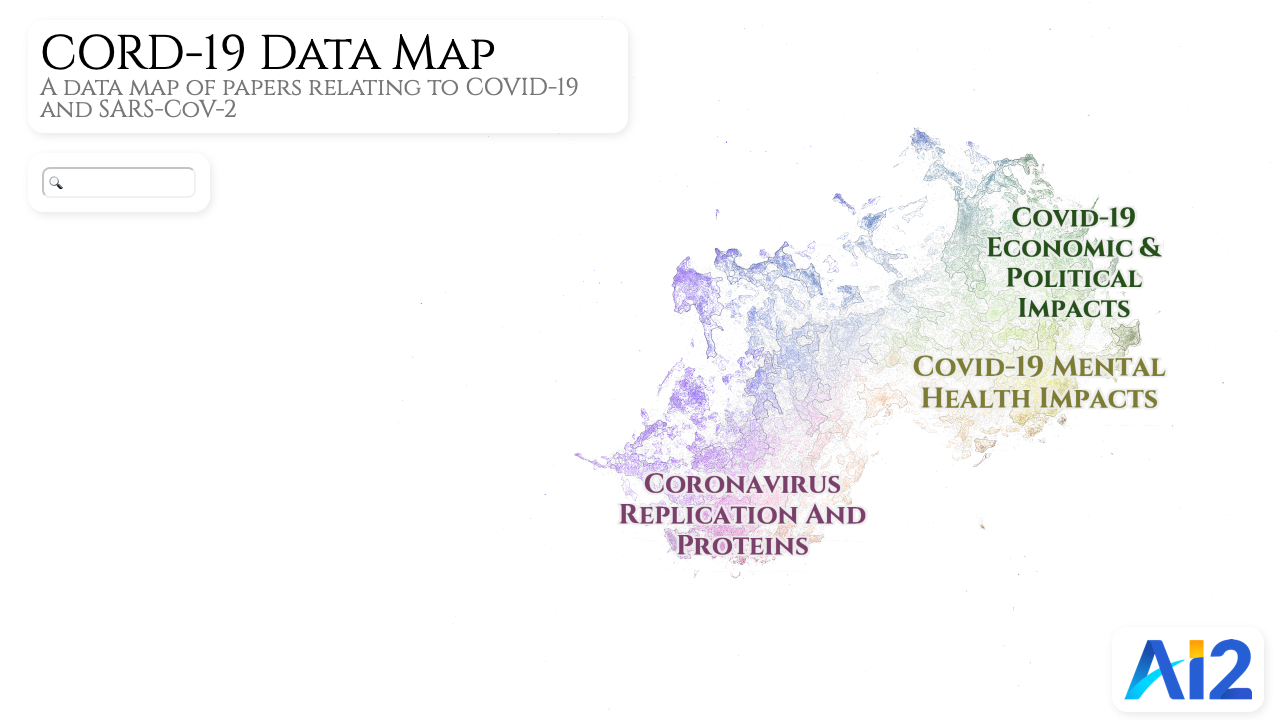 CORD-19 Data Map
A data map of papers relating to COVID-19
and SARS-CoV-2
Covid-19
Economic &
Political
Impacts
Covid-19 Mental
Health Impacts
Coronavirus
Replication And
Proteins
Ai2